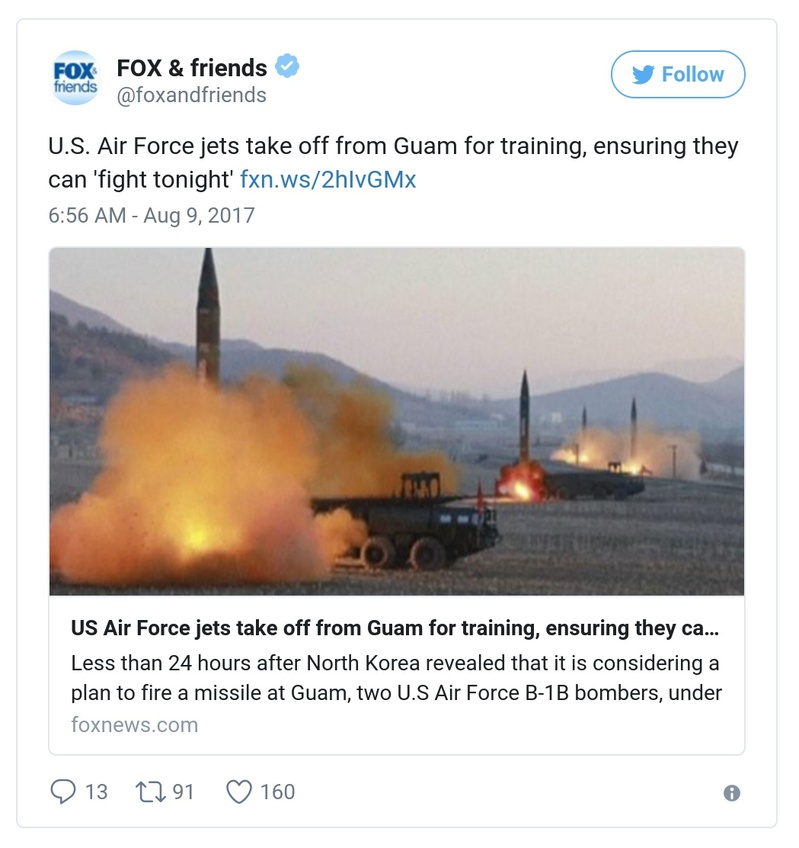 FOX & friends
FOX&
friends
@foxandfriends
Follow
U.S. Air Force jets take off from Guam for training, ensuring they
can 'fight tonight' fxn.ws/2hIvGMx
6:56 AM - Aug 9, 2017
US Air Force jets take off from Guam for training, ensuring they ca...
Less than 24 hours after North Korea revealed that it is considering a
plan to fire a missile at Guam, two U.S Air Force B-1B bombers, under
foxnews.com
13 91 160